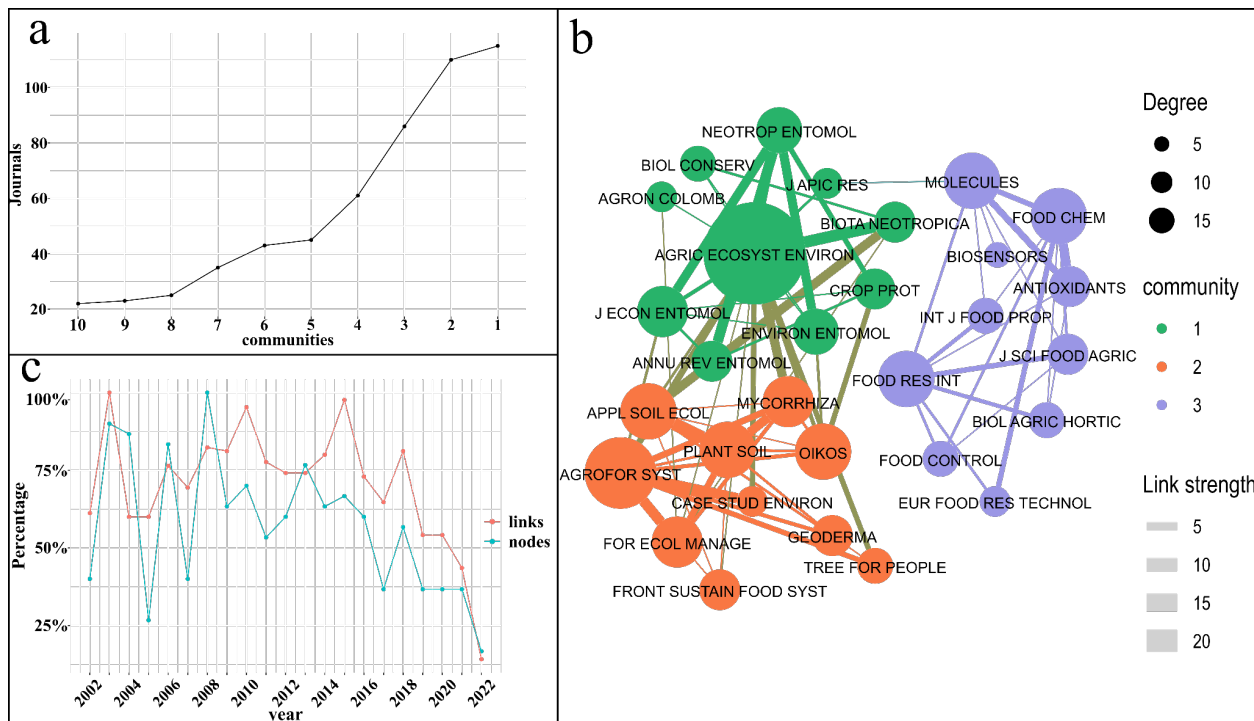 a
Journals
100
80
60
40
20
10 9 8 7 6 5 4 3 2 1
communities
b
NEOTROP ENTOMOL
BIOL CONSERV
J APIC RES
AGRON COLOMB
BIOTA NEOTROPICA
AGRIC ECOSYST ENVIRON
CROP PROT
J ECON ENTOMOL
ENVIRON ENTOMOL
ANNU REV ENTOMOL
MYCORRHIZA
APPL SOIL ECOL
PLANT SOIL
OIKOS
AGROFOR SYST
CASE STUD ENVIRON
GEODERMA
FOR ECOL MANAGE
TREE FOR PEOPLE
FRONT SUSTAIN FOOD SYST
MOLECULES
FOOD CHEM
BIOSENSORS
ANTIOXIDANTS
INT J FOOD PROP
J SCI FOOD AGRIC
FOOD RES INT
BIOL AGRIC HORTIC
FOOD CONTROL
EUR FOOD RES TECHNOL
Degree
5
10
15
community
1
2
3
Link strength
5
10
15
20
c
Percentage
100%
75%
50%
25%
2002 2004 2006 2008 2010 2012 2014 2016 2018 2020 2022
year
links
nodes